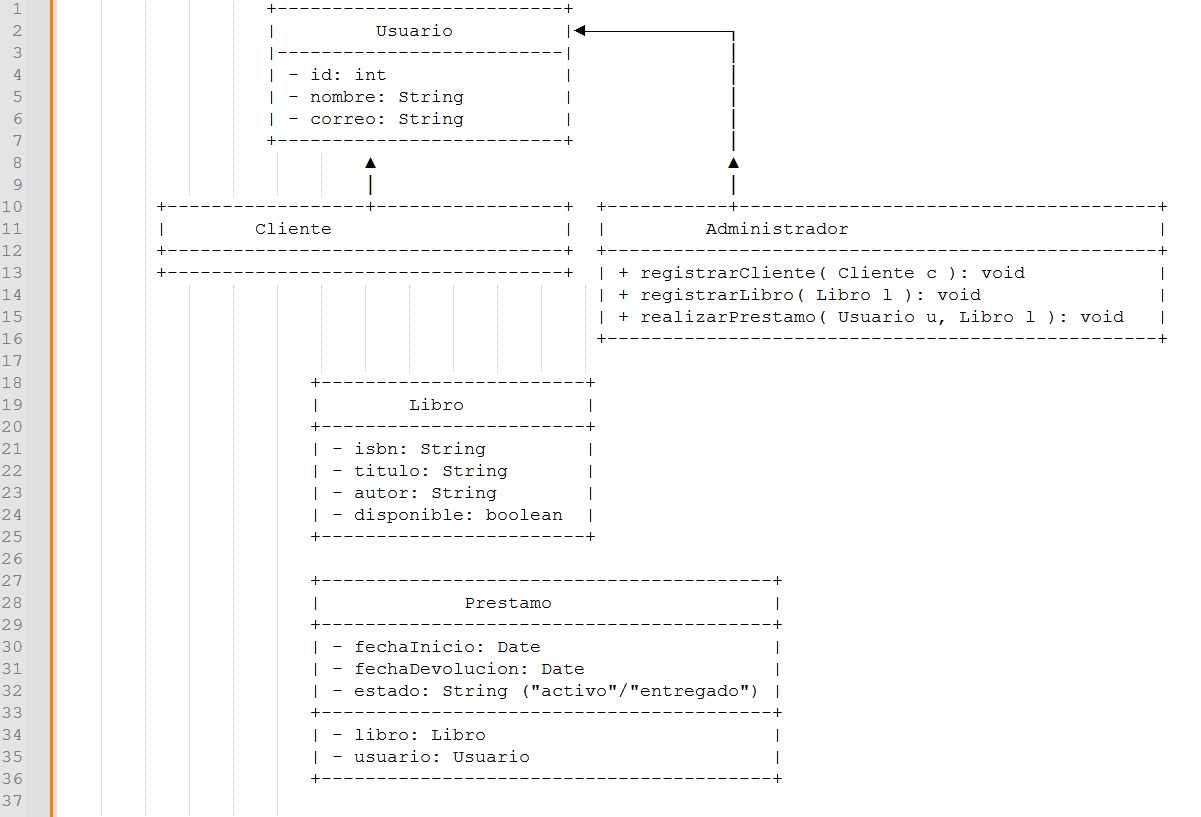 1 +--------------------------+
2 | Usuario |◄─────────────┐
3 |--------------------------| │
4 | - id: int | │
5 | - nombre: String | │
6 | - correo: String | │
7 +--------------------------+ │
8 ▲ ▲
9 │ │
10 +------------------+------------------+ +-----------+---------------------------------------+
11 | Cliente | | Administrador |
12 +-------------------------------------+ +---------------------------------------------------+
13 +-------------------------------------+ | + registrarCliente( Cliente c ): void |
14 | + registrarLibro( Libro l ): void |
15 | + realizarPrestamo( Usuario u, Libro l ): void |
16 +---------------------------------------------------+
17
18 +------------------------+
19 | Libro |
20 +------------------------+
21 | - isbn: String |
22 | - titulo: String |
23 | - autor: String |
24 | - disponible: boolean |
25 +------------------------+
26
27 +-----------------------------------------+
28 | Prestamo |
29 +-----------------------------------------+
30 | - fechaInicio: Date |
31 | - fechaDevolucion: Date |
32 | - estado: String ("activo"/"entregado") |
33 +-----------------------------------------+
34 | - libro: Libro |
35 | - usuario: Usuario |
36 +-----------------------------------------+
37